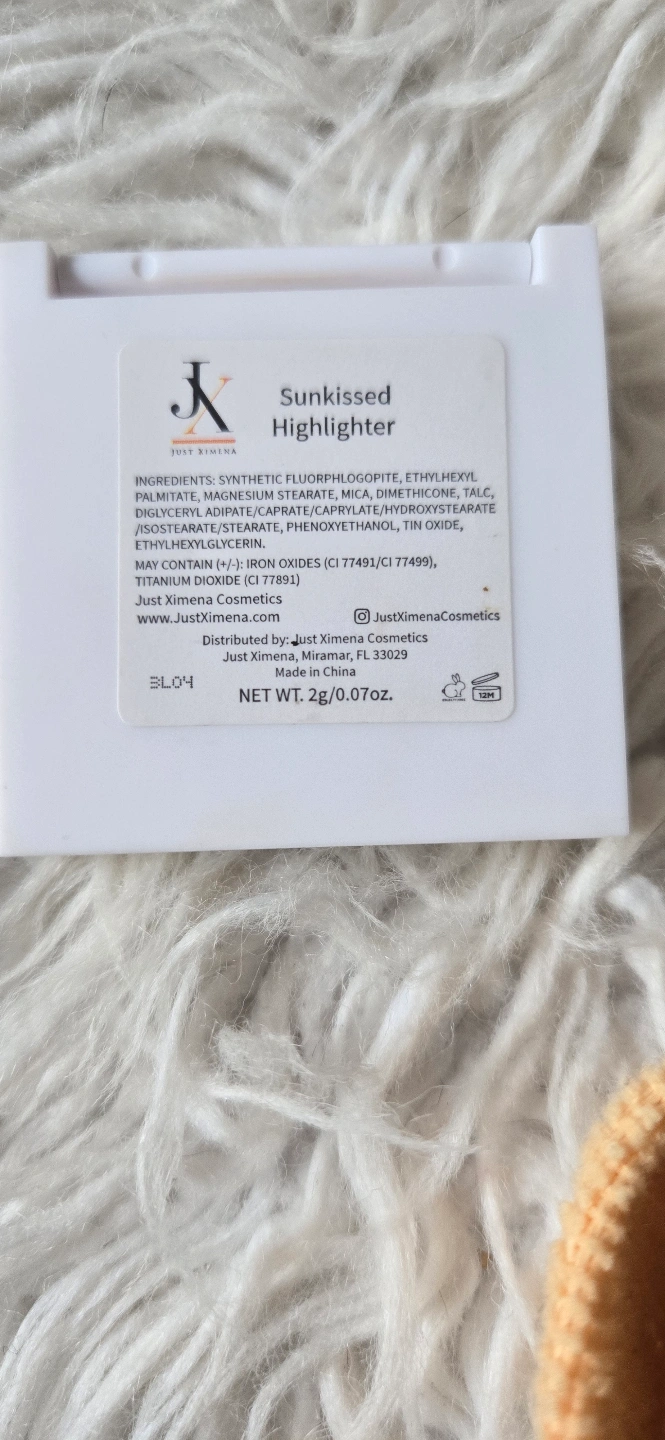 JX
JUST XIMENA
Sunkissed
Highlighter
INGREDIENTS: SYNTHETIC FLUORPHLOGOPITE, ETHYLHEXYL
PALMITATE, MAGNESIUM STEARATE, MICA, DIMETHICONE, TALC,
DIGLYCERYL ADIPATE/CAPRATE/CAPRYLATE/HYDROXYSTEARATE
/ISOSTEARATE/STEARATE, PHENOXYETHANOL, TIN OXIDE,
ETHYLHEXYLGLYCERIN.
MAY CONTAIN (+/-): IRON OXIDES (CI 77491/CI 77499),
TITANIUM DIOXIDE (CI 77891)
Just Ximena Cosmetics
www.JustXimena.com JustXimenaCosmetics
Distributed by: Just Ximena Cosmetics
Just Ximena, Miramar, FL 33029
Made in China
3L04
NET WT. 2g/0.07oz.
12M